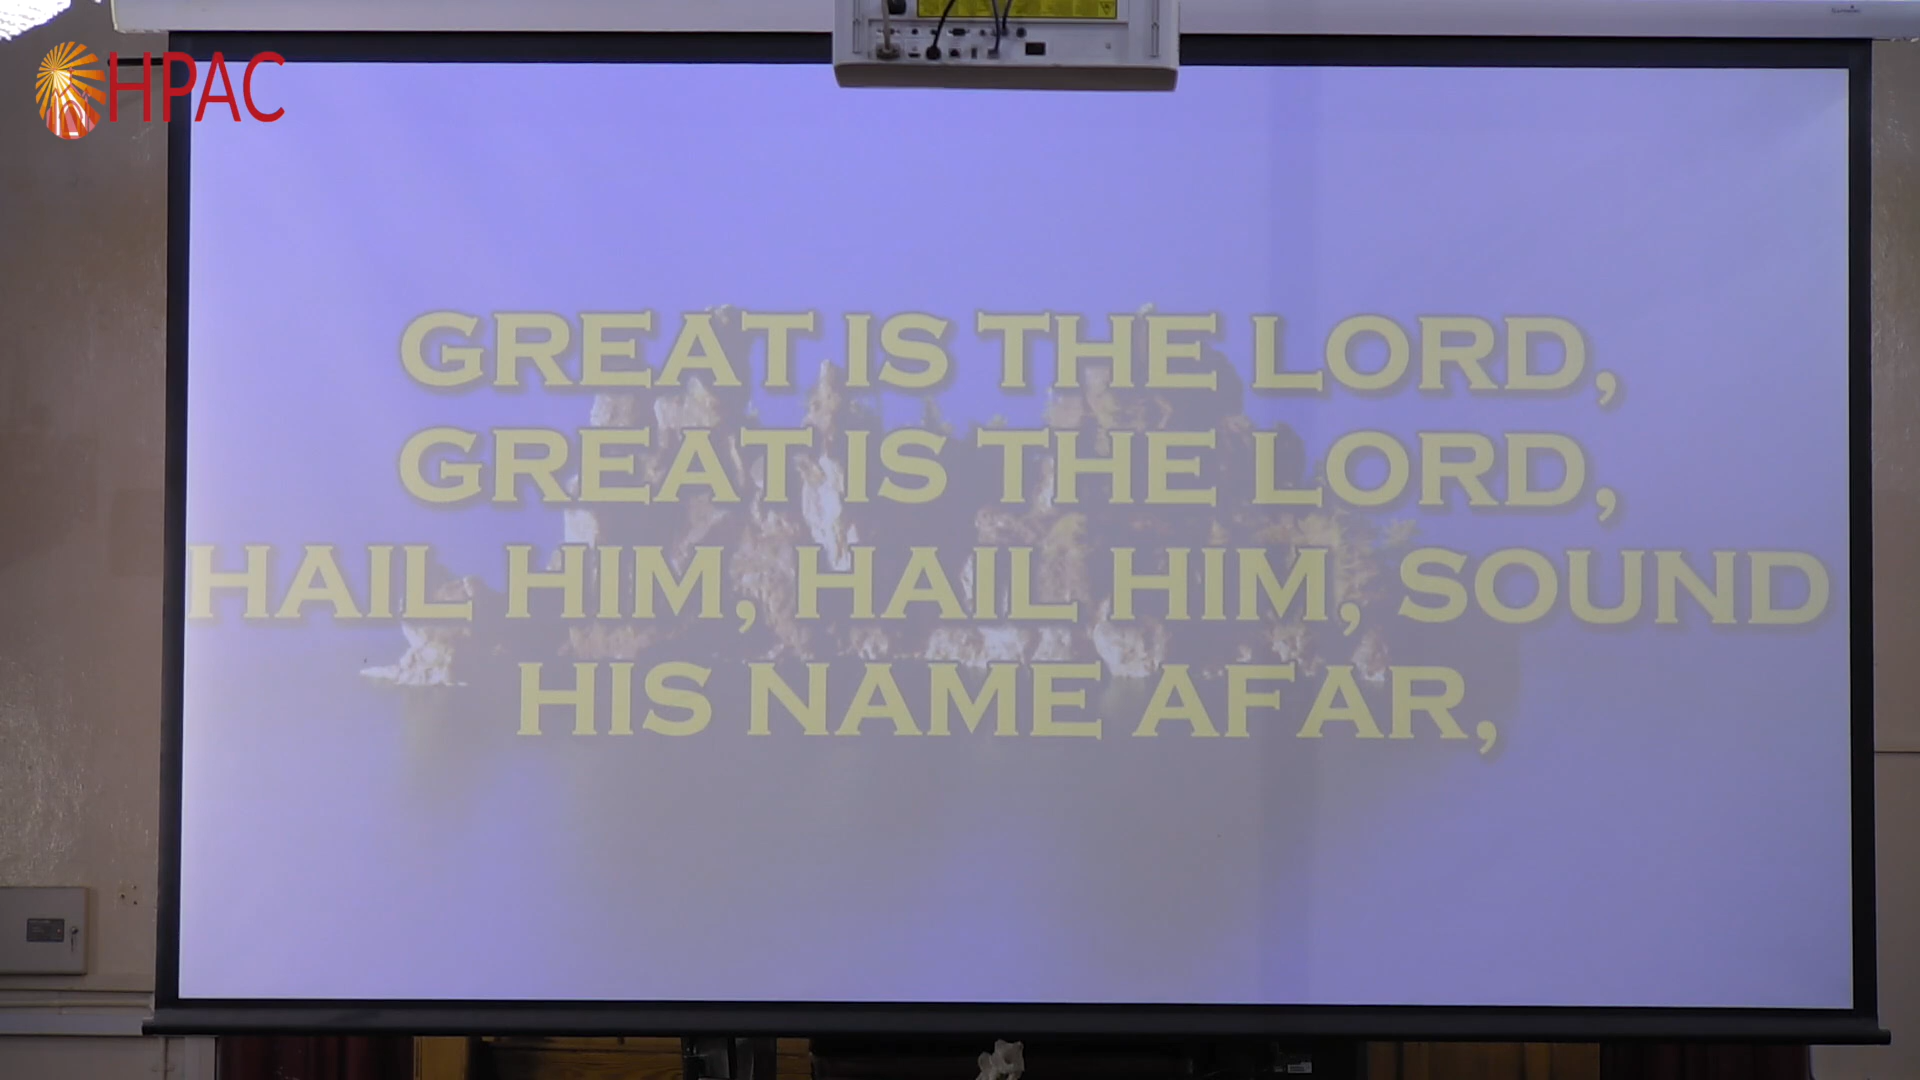 HPAC
GREAT IS THE LORD,
GREAT IS THE LORD,
HAIL HIM, HAIL HIM, SOUND
HIS NAME AFAR,